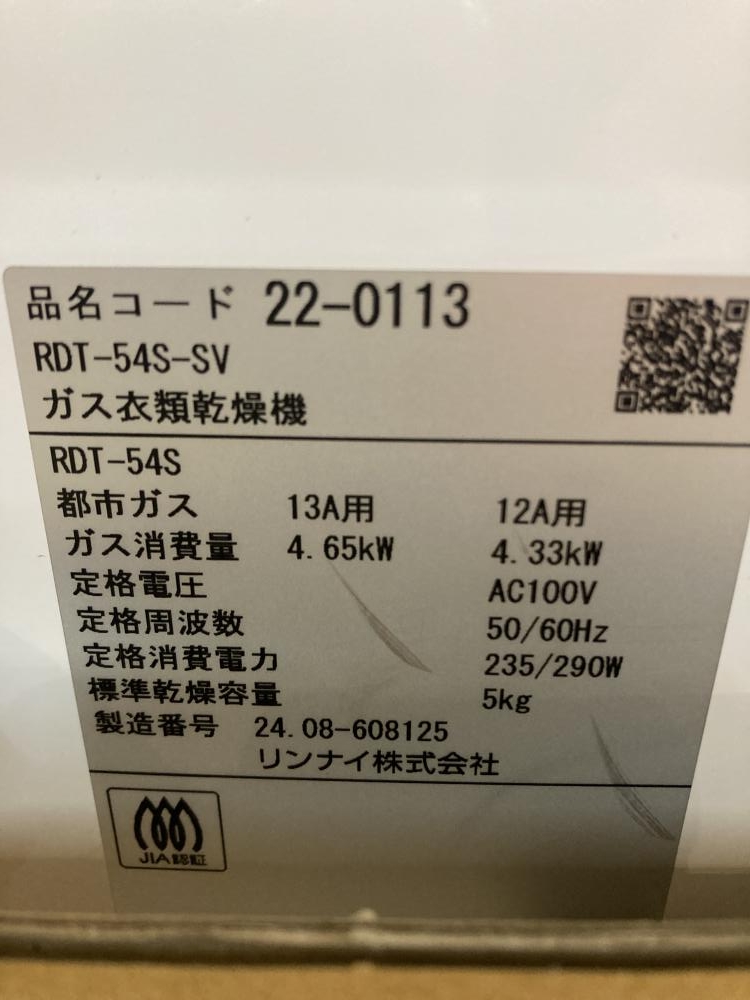 品名コード 22-0113
RDT-54S-SV
ガス衣類乾燥機
RDT-54S
都市ガス 13A用 12A用
ガス消費量 4.65kW 4.33kW
定格電圧 AC100V
定格周波数 50/60Hz
定格消費電力 235/290W
標準乾燥容量 5kg
製造番号 24.08-608125
リンナイ株式会社
JIA認証